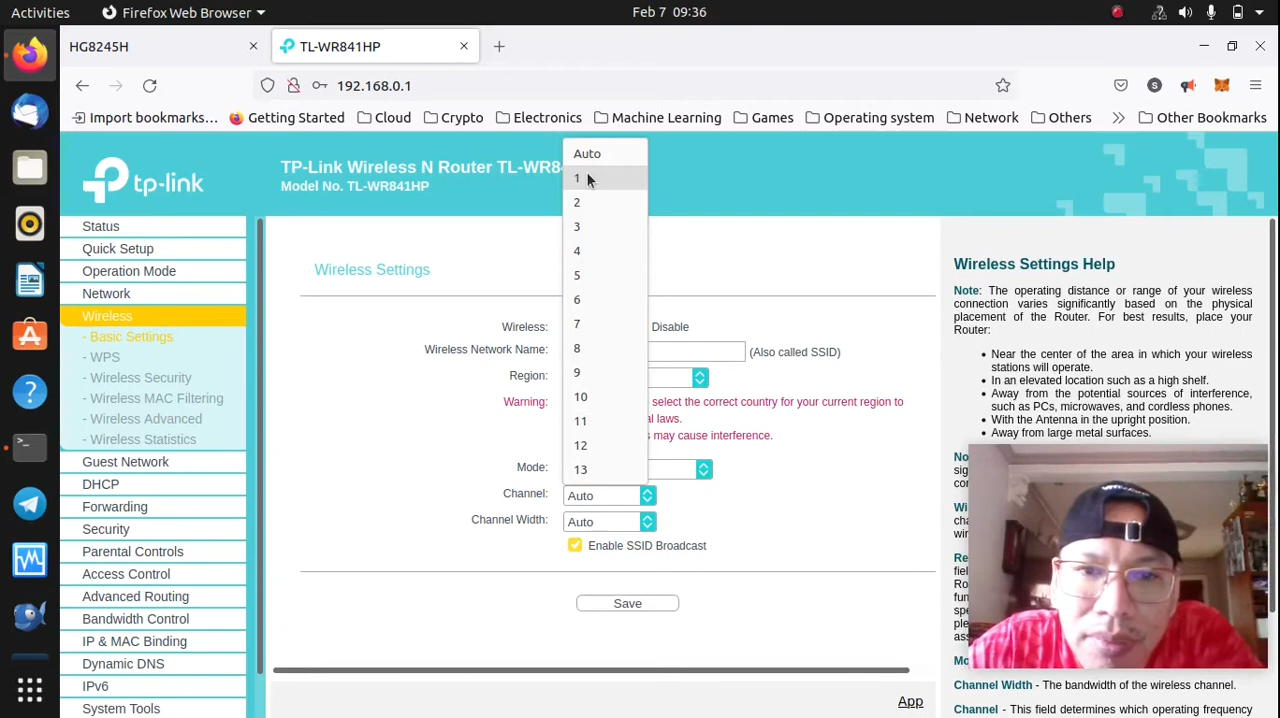 Activities
Firefox Web Browser
Feb 7 09:36
HG8245H
TL-WR841HP
192.168.0.1
S
Import bookmarks...
Getting Started
Cloud
Crypto
Electronics
Machine Learning
Games
Operating system
Network
Others
Other Bookmarks
tp-link
TP-Link Wireless N Router TL-WR8
Model No. TL-WR841HP
Status
Quick Setup
Operation Mode
Network
Wireless
- Basic Settings
- WPS
- Wireless Security
- Wireless MAC Filtering
- Wireless Advanced
- Wireless Statistics
Guest Network
DHCP
Forwarding
Security
Parental Controls
Access Control
Advanced Routing
Bandwidth Control
IP & MAC Binding
Dynamic DNS
IPv6
System Tools
Wireless Settings
Wireless:
Disable
Wireless Network Name:
(Also called SSID)
Region:
Warning:
select the correct country for your current region to
al laws.
may cause interference.
Mode:
Channel:
Auto
Channel Width:
Auto
Enable SSID Broadcast
Save
App
Auto
1
2
3
4
5
6
7
8
9
10
11
12
13
Wireless Settings Help
Note: The operating distance or range of your wireless
connection varies significantly based on the physical
placement of the Router. For best results, place your
Router:
Near the center of the area in which your wireless
stations will operate.
In an elevated location such as a high shelf.
Away from the potential sources of interference,
such as PCs, microwaves, and cordless phones.
With the Antenna in the upright position.
Away from large metal surfaces.
Channel Width - The bandwidth of the wireless channel.
Channel - This field determines which operating frequency